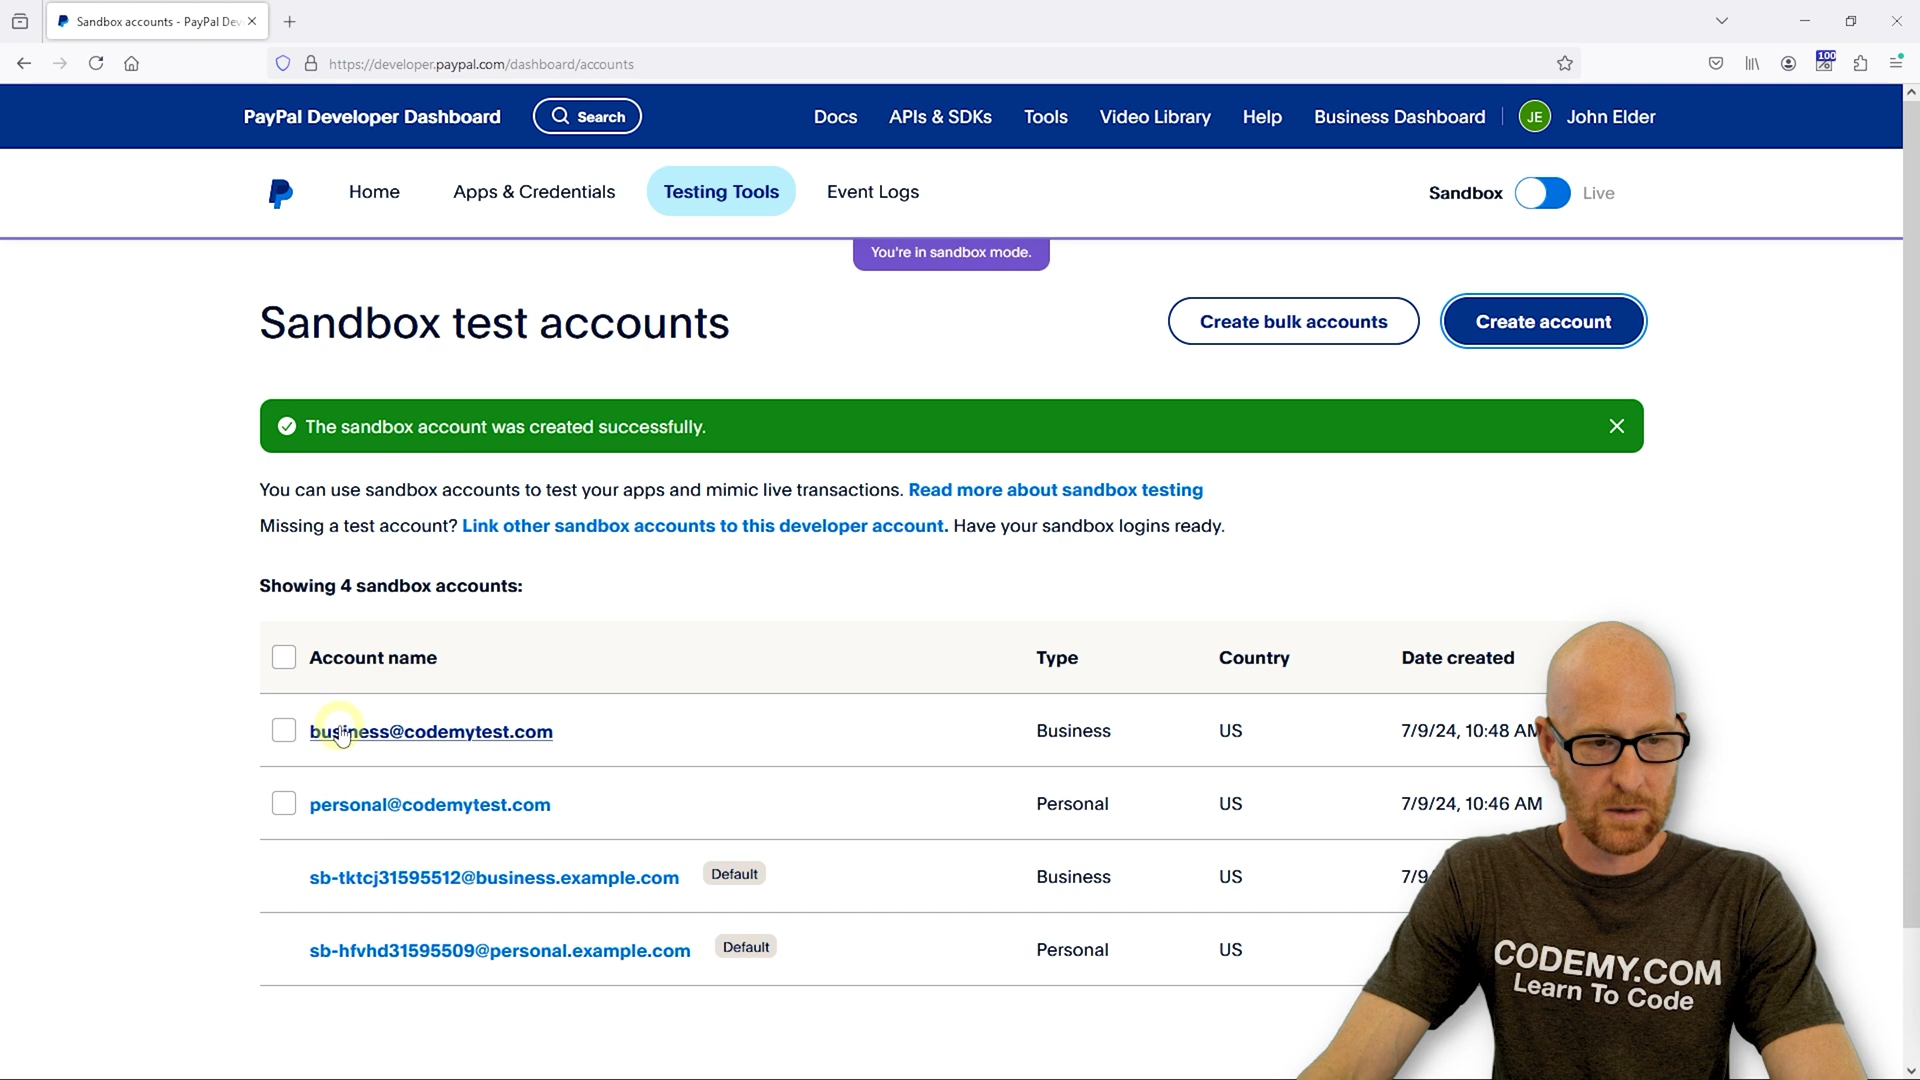 Sandbox accounts - PayPal Dev
https://developer.paypal.com/dashboard/accounts
100
PayPal Developer Dashboard
Search
Docs
APIs & SDKs
Tools
Video Library
Help
Business Dashboard
JE
John Elder
Home
Apps & Credentials
Testing Tools
Event Logs
Sandbox
Live
You're in sandbox mode.
Sandbox test accounts
Create bulk accounts
Create account
The sandbox account was created successfully.
You can use sandbox accounts to test your apps and mimic live transactions. Read more about sandbox testing
Missing a test account? Link other sandbox accounts to this developer account. Have your sandbox logins ready.
Showing 4 sandbox accounts:
Account name Type Country Date created
business@codemytest.com Business US 7/9/24, 10:48 AM
personal@codemytest.com Personal US 7/9/24, 10:46 AM
sb-tktcj31595512@business.example.com Default Business US 7/9
sb-hfvhd31595509@personal.example.com Default Personal US
CODEMY.COM
Learn To Code